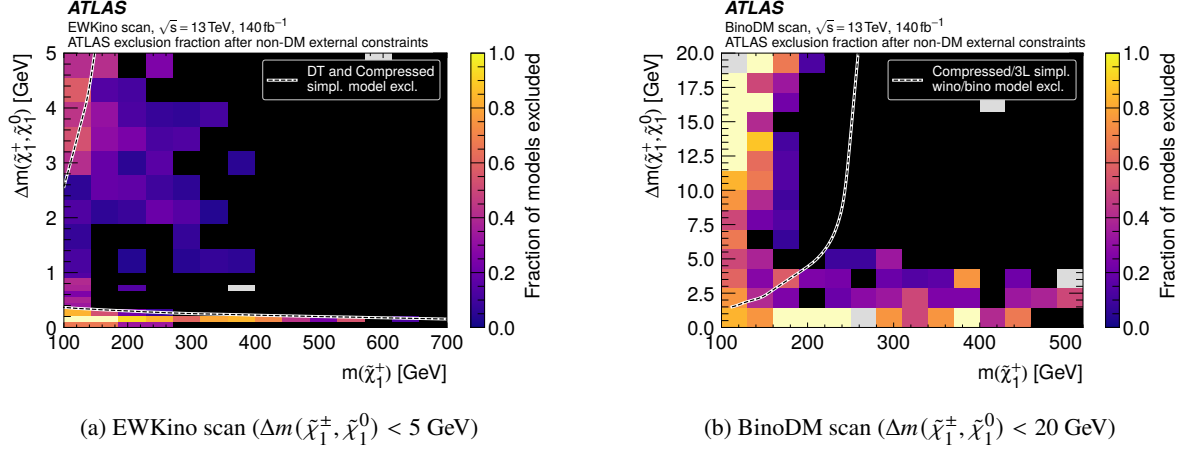 ATLAS
EWKino scan, √s = 13 TeV, 140 fb⁻¹
ATLAS exclusion fraction after non-DM external constraints
DT and Compressed
simpl. model excl.
Δm(χ̃₁⁺, χ̃₁⁰) [GeV]
5
4
3
2
1
0
100 200 300 400 500 600 700
m(χ̃₁⁺) [GeV]
1.0
0.8
0.6
0.4
0.2
0.0
Fraction of models excluded
(a) EWKino scan (Δm(χ̃₁±, χ̃₁⁰) < 5 GeV)
ATLAS
BinoDM scan, √s = 13 TeV, 140 fb⁻¹
ATLAS exclusion fraction after non-DM external constraints
Compressed/3L simpl.
wino/bino model excl.
Δm(χ̃₁⁺, χ̃₁⁰) [GeV]
20.0
17.5
15.0
12.5
10.0
7.5
5.0
2.5
0.0
100 200 300 400 500
m(χ̃₁⁺) [GeV]
1.0
0.8
0.6
0.4
0.2
0.0
Fraction of models excluded
(b) BinoDM scan (Δm(χ̃₁±, χ̃₁⁰) < 20 GeV)